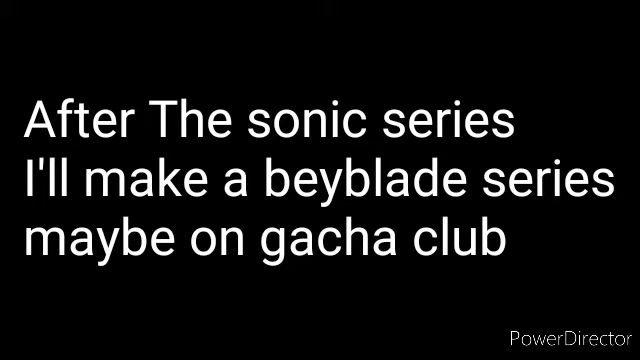 After The sonic series
I'll make a beyblade series
maybe on gacha club
PowerDirector